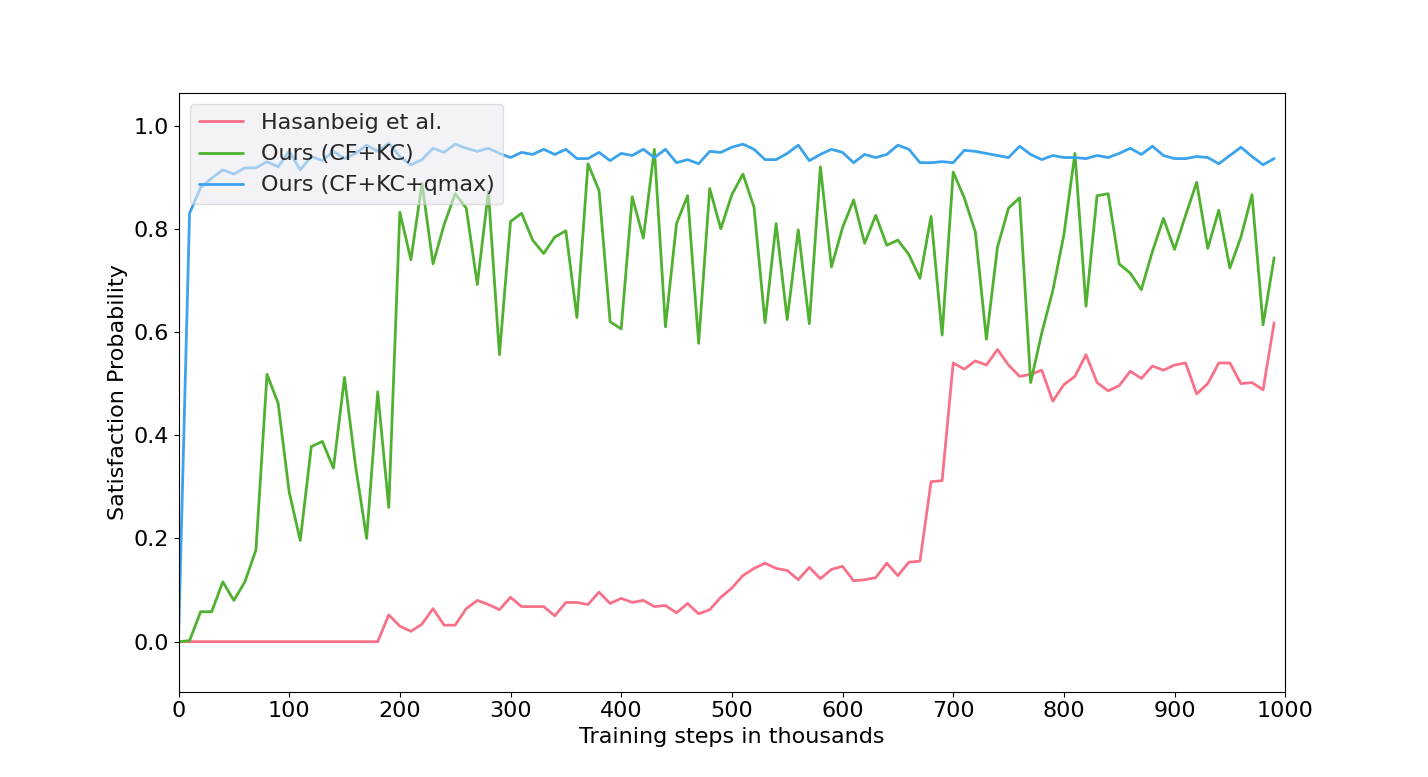 Hasanbeig et al.
Ours (CF+KC)
Ours (CF+KC+qmax)
Satisfaction Probability
1.0
0.8
0.6
0.4
0.2
0.0
0 100 200 300 400 500 600 700 800 900 1000
Training steps in thousands